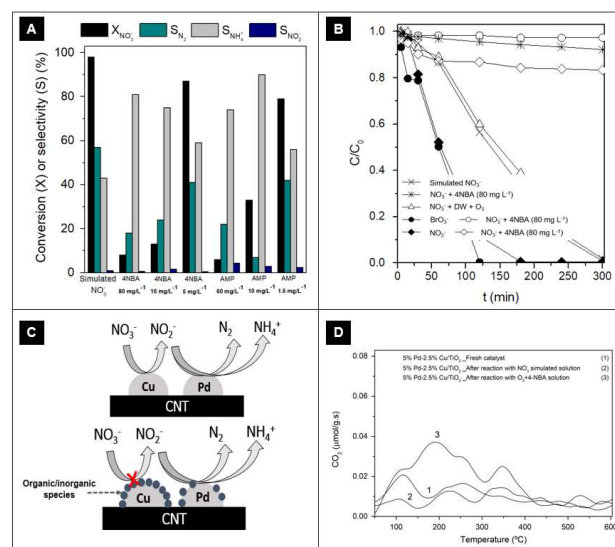 A
X NO₃⁻ S N₂ S NH₄⁺ S NO₂⁻
Conversion (X) or selectivity (S) (%)
100
80
60
40
20
0
Simulated 4NBA 4NBA 4NBA AMP AMP AMP
NO₃⁻ 80 mg/L⁻¹ 15 mg/L⁻¹ 5 mg/L⁻¹ 60 mg/L⁻¹ 10 mg/L⁻¹ 1.5 mg/L⁻¹
B
C/C₀
1.0
0.8
0.6
0.4
0.2
0.0
Simulated NO₃⁻
NO₃⁻ + 4NBA (80 mg L⁻¹)
NO₃⁻ + DW + O₃
BrO₃⁻ NO₃⁻ + 4NBA (80 mg L⁻¹)
NO₂⁻ NO₃⁻ + 4NBA (80 mg L⁻¹)
0 50 100 150 200 250 300
t (min)
C
NO₃⁻ NO₂⁻ N₂ NH₄⁺
Cu Pd
CNT
NO₃⁻ NO₂⁻ N₂ NH₄⁺
Organic/inorganic
species
Cu Pd
CNT
D
5% Pd-2.5% Cu/TiO₂_Fresh catalyst (1)
5% Pd-2.5% Cu/TiO₂_After reaction with NO₃⁻ simulated solution (2)
5% Pd-2.5% Cu/TiO₂_After reaction with O₃+4-NBA solution (3)
CO₂ (µmol/g.s)
0.08
0.06
0.04
0.02
0.00
3
1
2
100 200 300 400 500 600
Temperature (ºC)